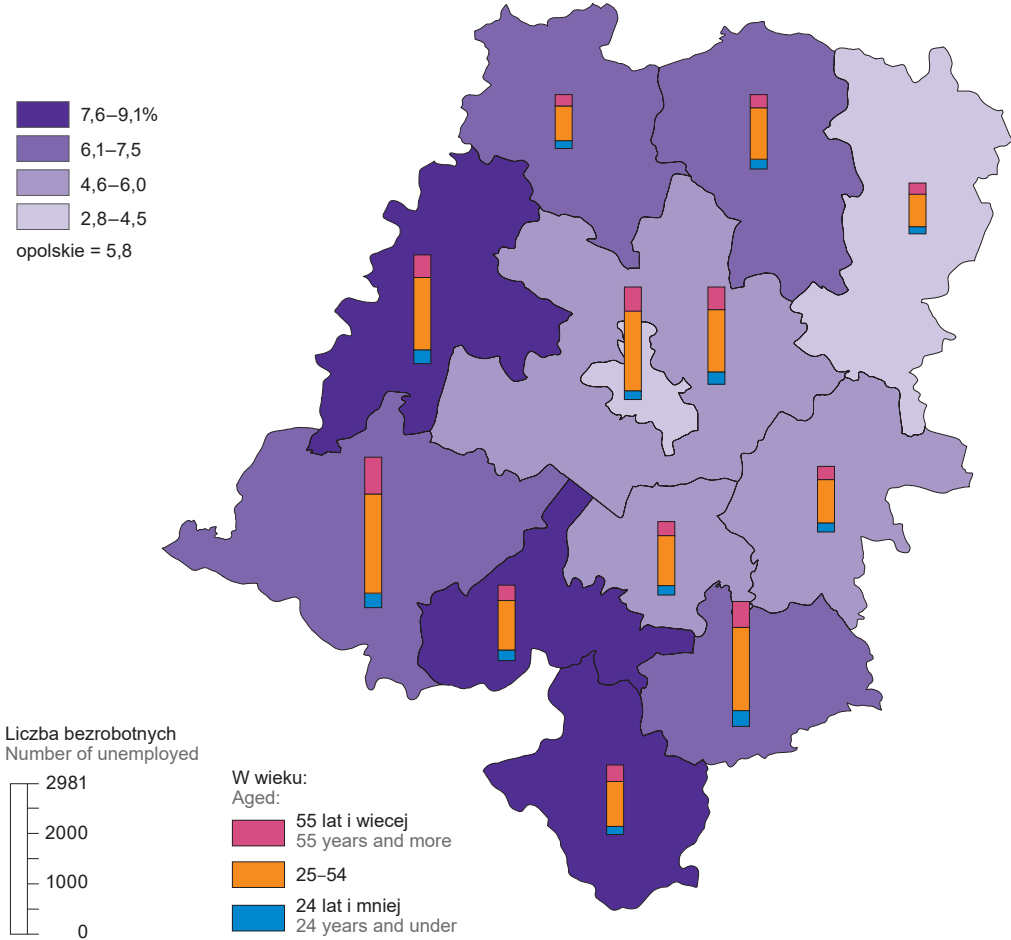 7,6–9,1%
6,1–7,5
4,6–6,0
2,8–4,5
opolskie = 5,8
Liczba bezrobotnych
Number of unemployed
2981
2000
1000
0
W wieku:
Aged:
55 lat i wiecej
55 years and more
25–54
24 lat i mniej
24 years and under